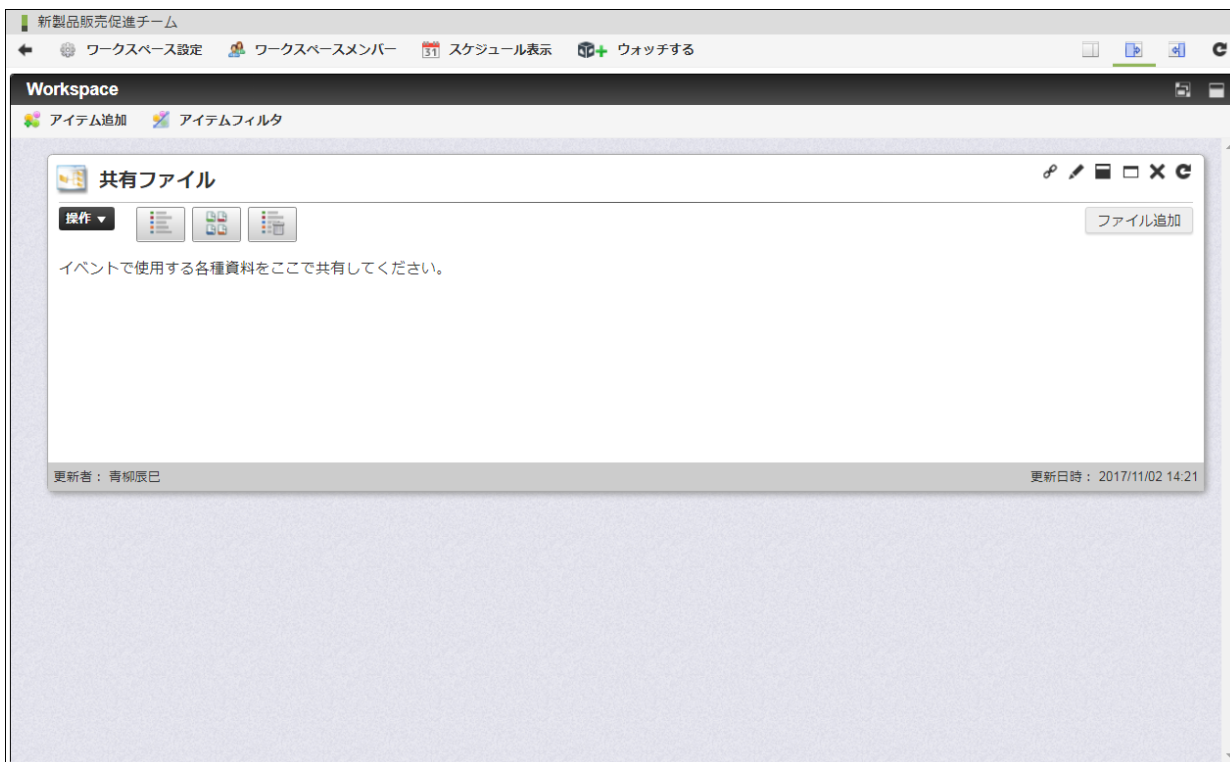 新製品販売促進チーム
ワークスペース設定 ワークスペースメンバー 31 スケジュール表示 ウォッチする
Workspace
アイテム追加 アイテムフィルタ
共有ファイル
操作 ▼ ファイル追加
イベントで使用する各種資料をここで共有してください。
更新者： 青柳辰巳 更新日時： 2017/11/02 14:21